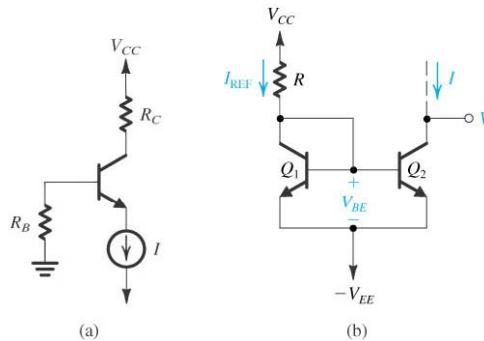 V_CC
R_C
R_B
I
(a)
V_CC
I_REF
R
I
V
Q_1
Q_2
+
V_BE
−
−V_EE
(b)